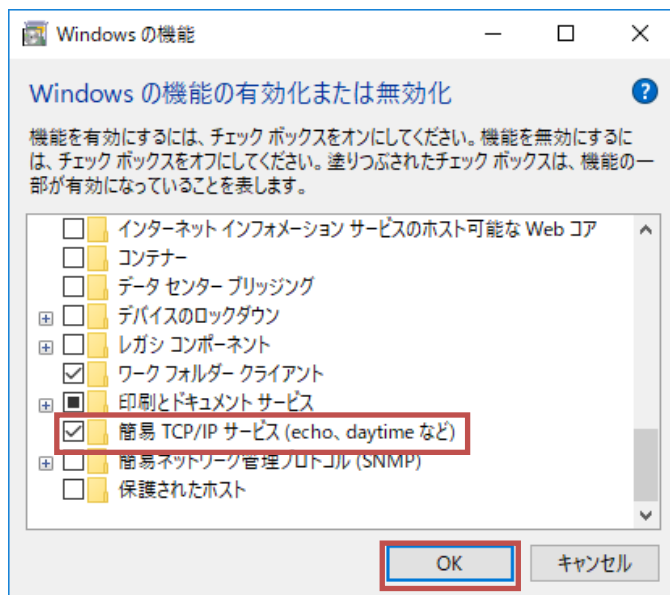 Windows の機能
Windows の機能の有効化または無効化
機能を有効にするには、チェック ボックスをオンにしてください。機能を無効にするに
は、チェック ボックスをオフにしてください。塗りつぶされたチェック ボックスは、機能の一
部が有効になっていることを表します。
インターネット インフォメーション サービスのホスト可能な Web コア
コンテナー
データ センター ブリッジング
デバイスのロックダウン
レガシ コンポーネント
ワーク フォルダー クライアント
印刷とドキュメント サービス
簡易 TCP/IP サービス (echo、daytime など)
簡易ネットワーク管理プロトコル (SNMP)
保護されたホスト
OK
キャンセル